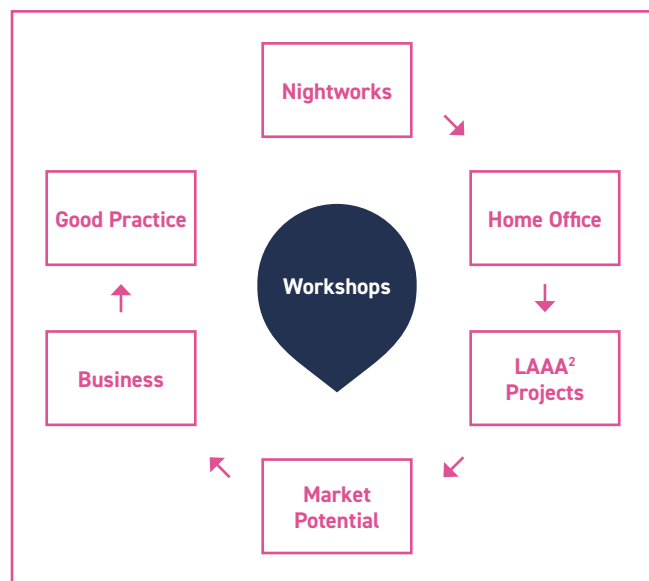 Nightworks
Good Practice
Home Office
Workshops
Business
LAAA²
Projects
Market
Potential